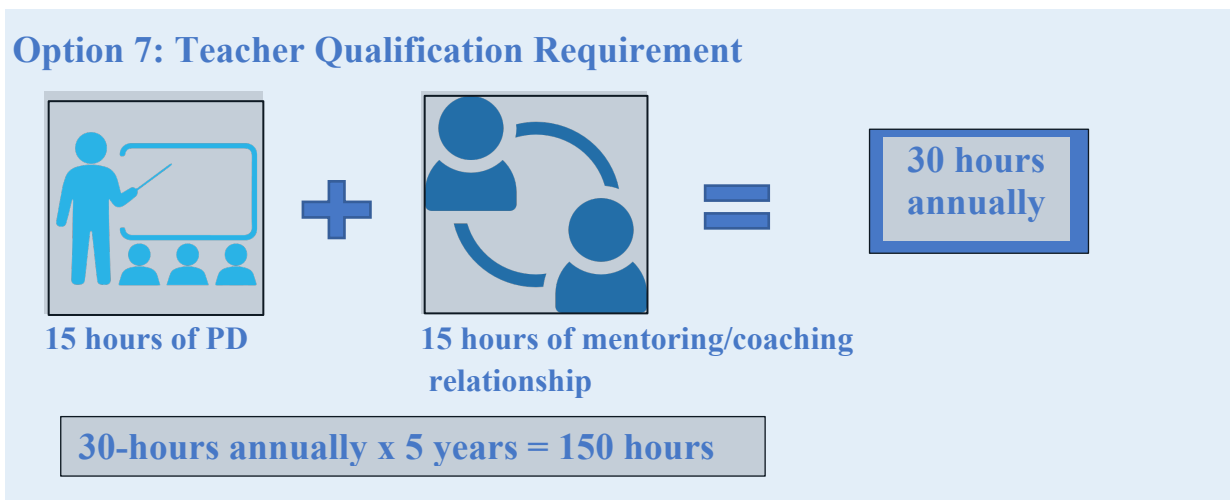 Option 7: Teacher Qualification Requirement
30 hours
annually
15 hours of PD
15 hours of mentoring/coaching
relationship
30-hours annually x 5 years = 150 hours